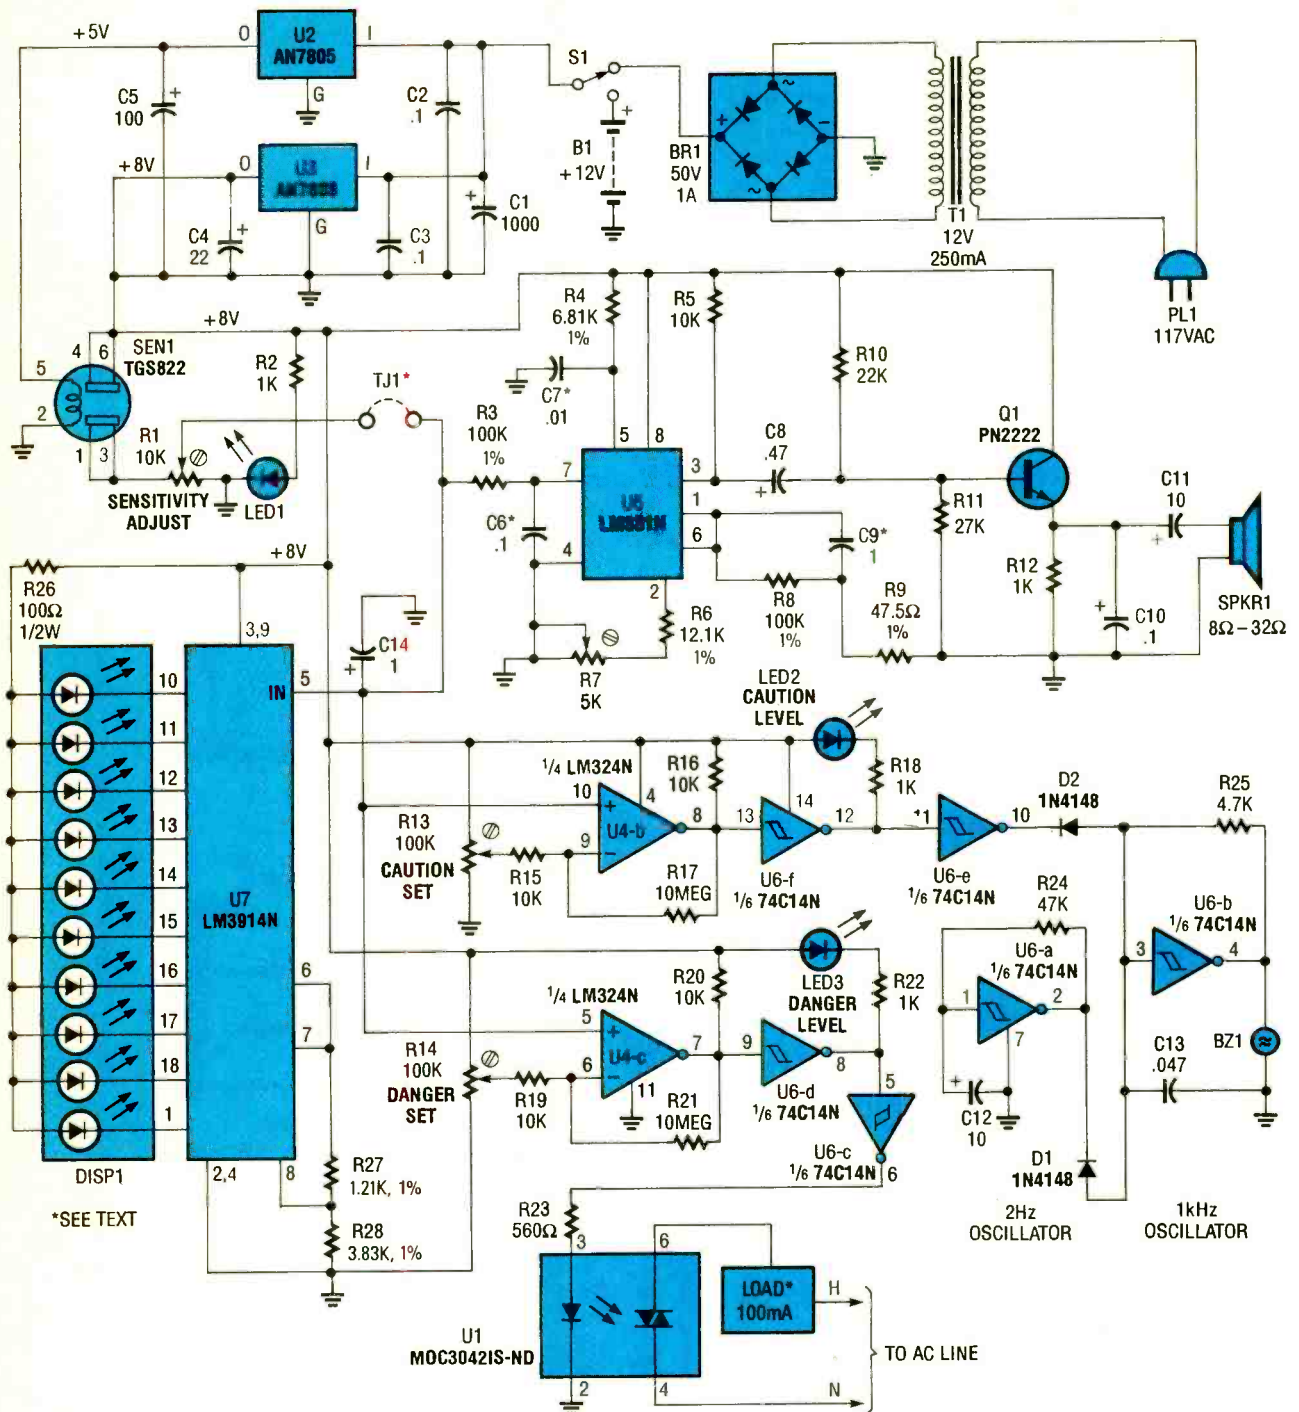 +5V
O
U2
AN7805
I
G
C5
100
+
C2
.1
S1
+
B1
+12V
BR1
50V
1A
~
+
−
~
T1
12V
250mA
PL1
117VAC
+8V
O
U3
AN7808
I
G
C4
22
+
C3
.1
+
C1
1000
+8V
4
6
SEN1
TGS822
5
2
1
3
R1
10K
SENSITIVITY
ADJUST
R2
1K
LED1
TJ1*
R3
100K
1%
R4
6.81K
1%
C7*
.01
R5
10K
R10
22K
5
8
7
3
1
6
4
2
C6*
.1
C8
.47
+
C9*
1
R6
12.1K
1%
R7
5K
R8
100K
1%
R9
47.5Ω
1%
R11
27K
Q1
PN2222
R12
1K
+
C10
.1
C11
10
+
SPKR1
8Ω–32Ω
+8V
R26
100Ω
1/2W
3,9
IN
5
10
11
12
13
14
15
16
17
18
1
U7
LM3914N
6
7
2,4
8
DISP1
*SEE TEXT
R27
1.21K, 1%
R28
3.83K, 1%
+
C14
1
1/4 LM324N
10
+
4
U4-b
8
9
−
R13
100K
CAUTION
SET
R15
10K
R16
10K
R17
10MEG
LED2
CAUTION
LEVEL
13
14
12
U6-f
1/6 74C14N
R18
1K
10
U6-e
1/6 74C14N
D2
1N4148
R25
4.7K
1/4 LM324N
5
+
U4-c
7
6
−
11
R14
100K
DANGER
SET
R19
10K
R20
10K
R21
10MEG
LED3
DANGER
LEVEL
9
8
U6-d
1/6 74C14N
R22
1K
5
U6-c
1/6 74C14N
6
R24
47K
U6-a
1/6 74C14N
1
2
7
+
C12
10
D1
1N4148
2Hz
OSCILLATOR
U6-b
1/6 74C14N
3
4
C13
.047
BZ1
1kHz
OSCILLATOR
R23
560Ω
3
6
2
4
U1
MOC3042IS-ND
LOAD*
100mA
H
N
TO AC LINE